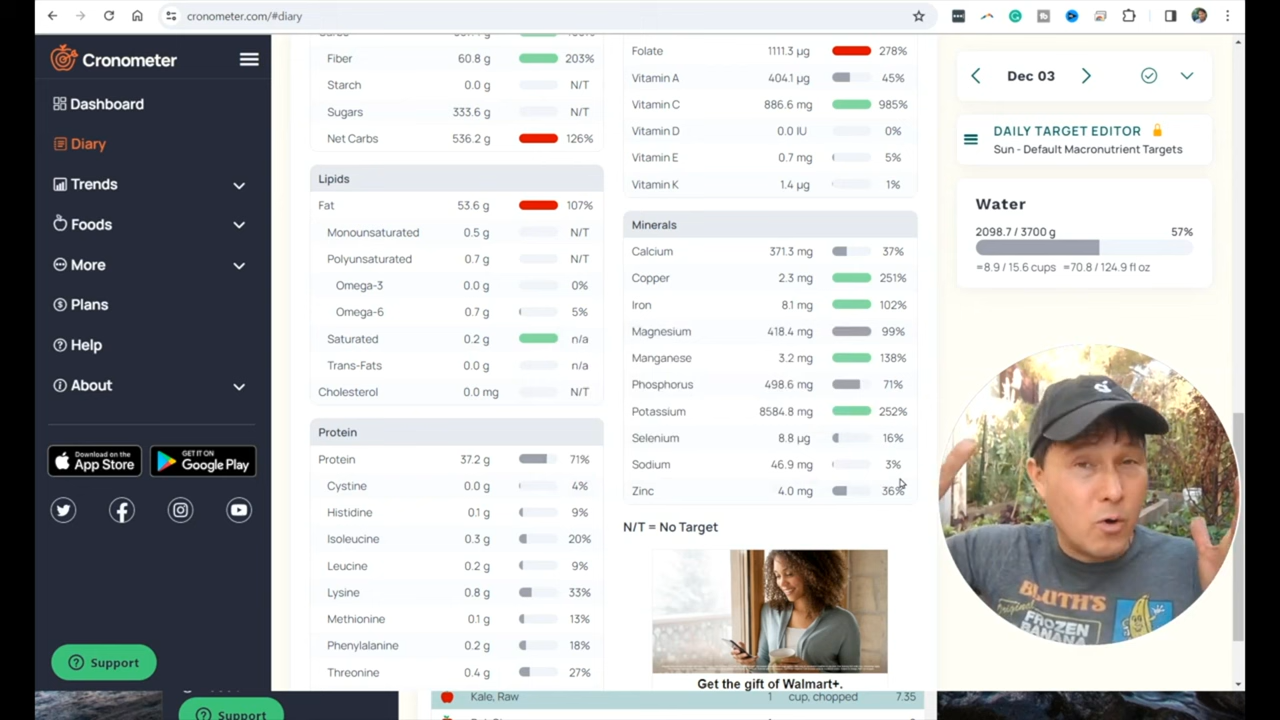 cronometer.com/#diary
Cronometer
Dashboard
Diary
Trends
Foods
More
Plans
Help
About
Download on the
App Store
GET IT ON
Google Play
Support
Support
Fiber 60.8 g 203%
Starch 0.0 g N/T
Sugars 333.6 g N/T
Net Carbs 536.2 g 126%
Lipids
Fat 53.6 g 107%
Monounsaturated 0.5 g N/T
Polyunsaturated 0.7 g N/T
Omega-3 0.0 g 0%
Omega-6 0.7 g 5%
Saturated 0.2 g n/a
Trans-Fats 0.0 g n/a
Cholesterol 0.0 mg N/T
Protein
Protein 37.2 g 71%
Cystine 0.0 g 4%
Histidine 0.1 g 9%
Isoleucine 0.3 g 20%
Leucine 0.2 g 9%
Lysine 0.8 g 33%
Methionine 0.1 g 13%
Phenylalanine 0.2 g 18%
Threonine 0.4 g 27%
Folate 1111.3 µg 278%
Vitamin A 404.1 µg 45%
Vitamin C 886.6 mg 985%
Vitamin D 0.0 IU 0%
Vitamin E 0.7 mg 5%
Vitamin K 1.4 µg 1%
Minerals
Calcium 371.3 mg 37%
Copper 2.3 mg 251%
Iron 8.1 mg 102%
Magnesium 418.4 mg 99%
Manganese 3.2 mg 138%
Phosphorus 498.6 mg 71%
Potassium 8584.8 mg 252%
Selenium 8.8 µg 16%
Sodium 46.9 mg 3%
Zinc 4.0 mg 36%
N/T = No Target
Get the gift of Walmart+.
Kale, Raw 1 cup, chopped 7.35
Dec 03
DAILY TARGET EDITOR
Sun - Default Macronutrient Targets
Water
2098.7 / 3700 g 57%
=8.9 / 15.6 cups =70.8 / 124.9 fl oz
BLUTH'S
Original
FROZEN
BANANA